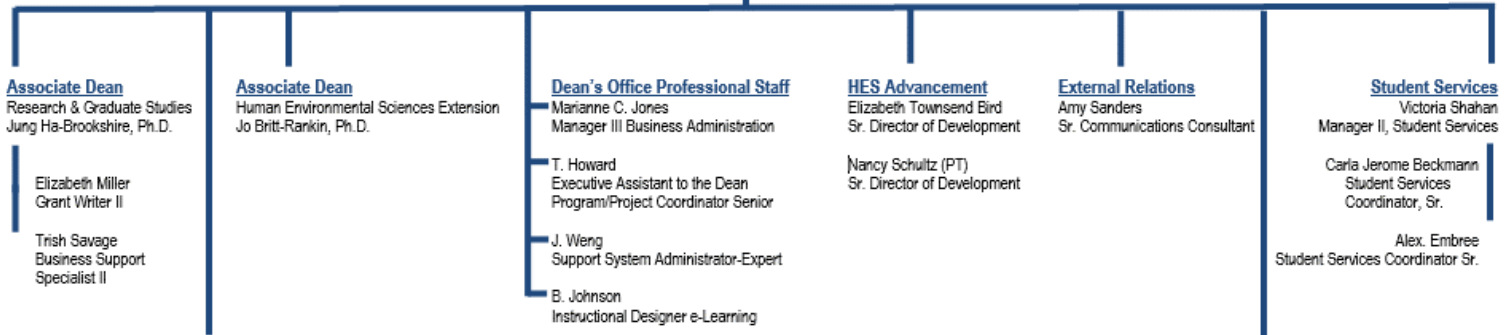 Associate Dean
Research & Graduate Studies
Jung Ha-Brookshire, Ph.D.
Elizabeth Miller
Grant Writer II
Trish Savage
Business Support
Specialist II
Associate Dean
Human Environmental Sciences Extension
Jo Britt-Rankin, Ph.D.
Dean's Office Professional Staff
Marianne C. Jones
Manager III Business Administration
T. Howard
Executive Assistant to the Dean
Program/Project Coordinator Senior
J. Weng
Support System Administrator-Expert
B. Johnson
Instructional Designer e-Learning
HES Advancement
Elizabeth Townsend Bird
Sr. Director of Development
Nancy Schultz (PT)
Sr. Director of Development
External Relations
Amy Sanders
Sr. Communications Consultant
Student Services
Victoria Shahan
Manager II, Student Services
Carla Jerome Beckmann
Student Services
Coordinator, Sr.
Alex. Embree
Student Services Coordinator Sr.